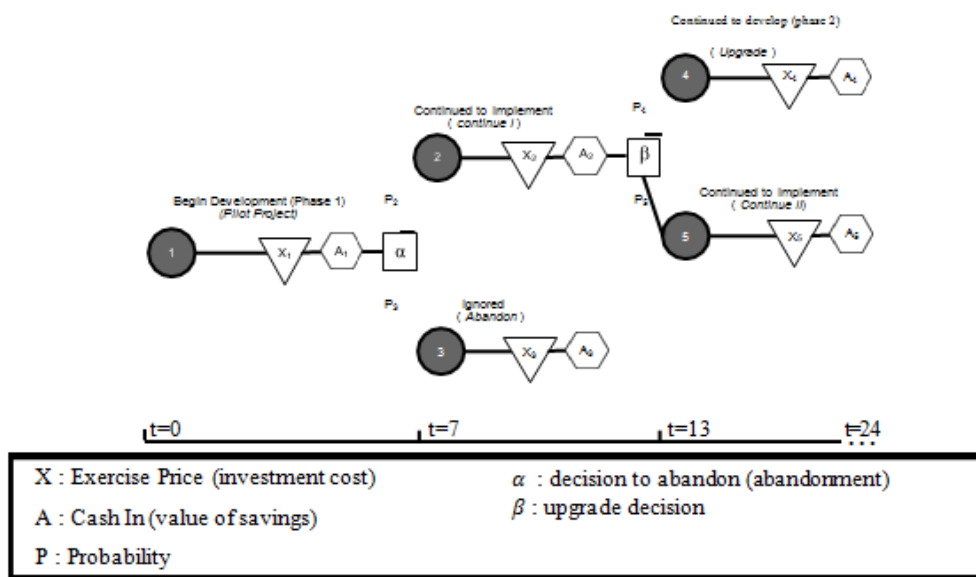 Continued to develop (phase 2)
( Upgrade )
4
X₄
A₄
P₄
Continued to Implement
( continue I )
2
X₂
A₂
β
P₅
Continued to Implement
( Continue II )
5
X₅
A₅
Begin Development (Phase 1)
(Pilot Project)
1
X₁
A₁
α
P₂
P₃
Ignored
( Abandon )
3
X₃
A₃
t=0
t=7
t=13
t=24
...
X : Exercise Price (investment cost)
A : Cash In (value of savings)
P : Probability
α : decision to abandon (abandonment)
β : upgrade decision